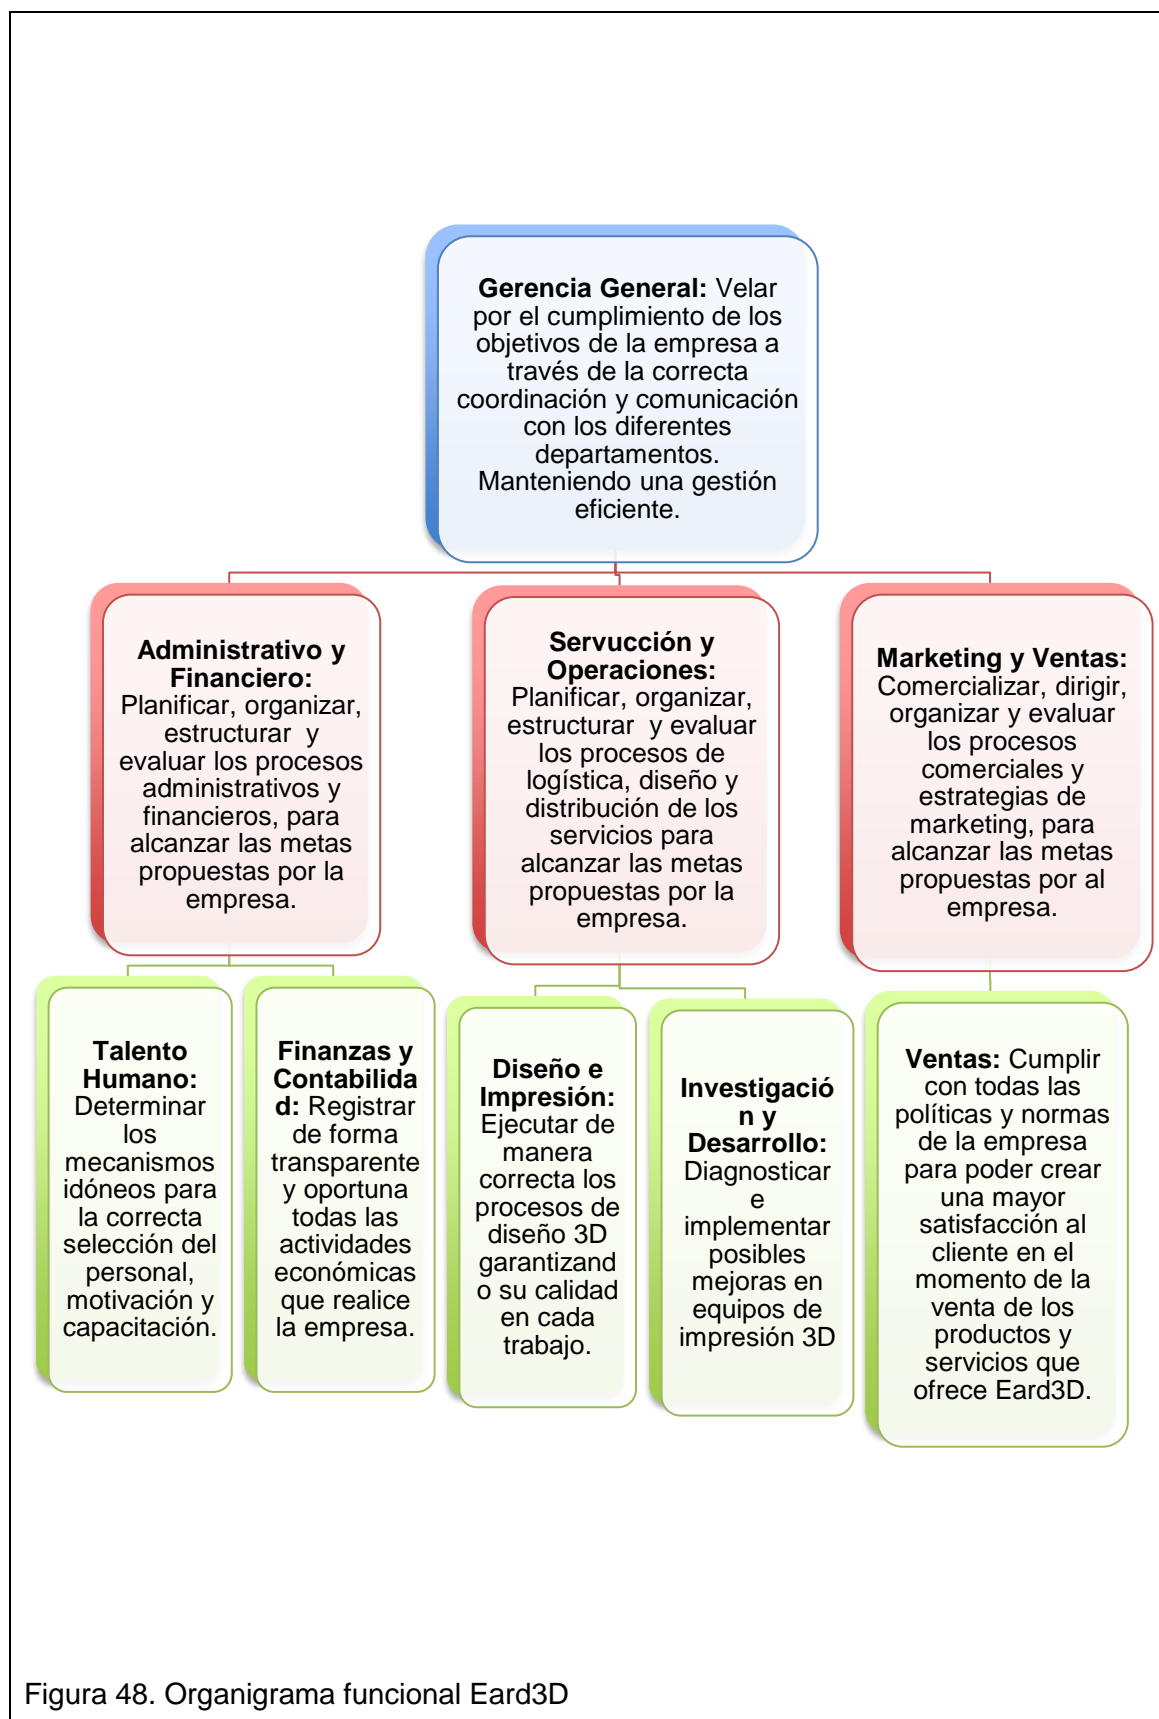 Gerencia General: Velar
por el cumplimiento de los
objetivos de la empresa a
través de la correcta
coordinación y comunicación
con los diferentes
departamentos.
Manteniendo una gestión
eficiente.
Administrativo y
Financiero:
Planificar, organizar,
estructurar y
evaluar los procesos
administrativos y
financieros, para
alcanzar las metas
propuestas por la
empresa.
Servucción y
Operaciones:
Planificar, organizar,
estructurar y evaluar
los procesos de
logística, diseño y
distribución de los
servicios para
alcanzar las metas
propuestas por la
empresa.
Marketing y Ventas:
Comercializar, dirigir,
organizar y evaluar
los procesos
comerciales y
estrategias de
marketing, para
alcanzar las metas
propuestas por al
empresa.
Talento
Humano:
Determinar
los
mecanismos
idóneos para
la correcta
selección del
personal,
motivación y
capacitación.
Finanzas y
Contabilida
d: Registrar
de forma
transparente
y oportuna
todas las
actividades
económicas
que realice
la empresa.
Diseño e
Impresión:
Ejecutar de
manera
correcta los
procesos de
diseño 3D
garantizand
o su calidad
en cada
trabajo.
Investigació
n y
Desarrollo:
Diagnosticar
e
implementar
posibles
mejoras en
equipos de
impresión 3D
Ventas: Cumplir
con todas las
políticas y normas
de la empresa
para poder crear
una mayor
satisfacción al
cliente en el
momento de la
venta de los
productos y
servicios que
ofrece Eard3D.
Figura 48. Organigrama funcional Eard3D